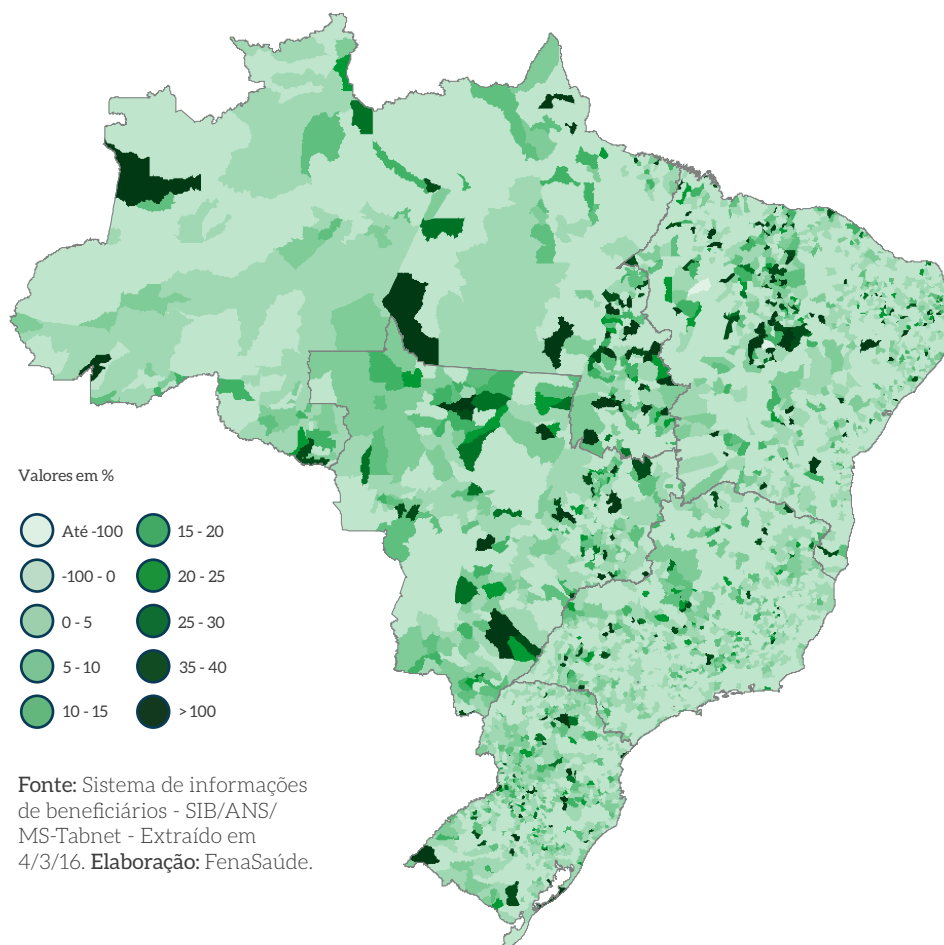 Valores em %
Até -100
-100 - 0
0 - 5
5 - 10
10 - 15
15 - 20
20 - 25
25 - 30
35 - 40
> 100
Fonte: Sistema de informações
de beneficiários - SIB/ANS/
MS-Tabnet - Extraído em
4/3/16. Elaboração: FenaSaúde.